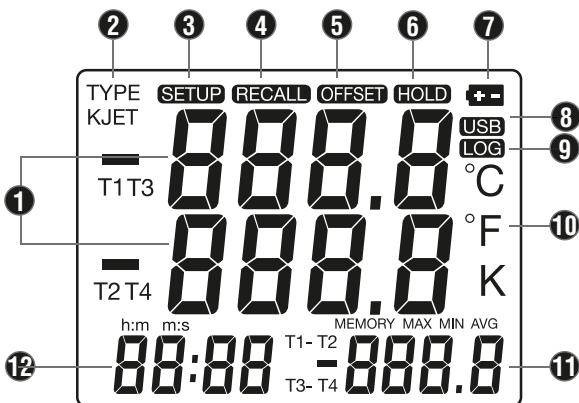 2 3 4 5 6 7
TYPE SETUP RECALL OFFSET HOLD + -
KJET
888.8
USB 8
LOG 9
1 T1 T3
°C
888.8
°F 10
K
T2 T4
h:m m:s MEMORY MAX MIN AVG
T1- T2
12 88:88 -888.8 11
T3- T4